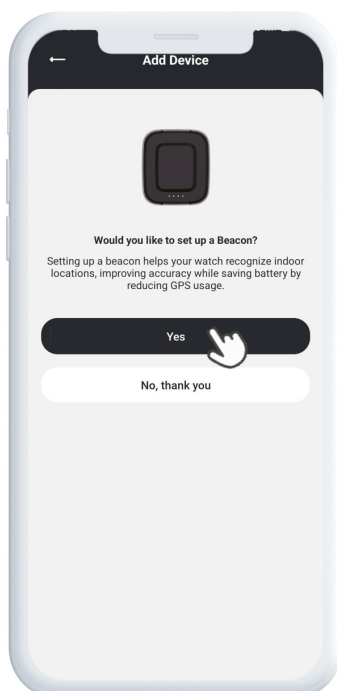 Add Device
Would you like to set up a Beacon?
Setting up a beacon helps your watch recognize indoor
locations, improving accuracy while saving battery by
reducing GPS usage.
Yes
No, thank you